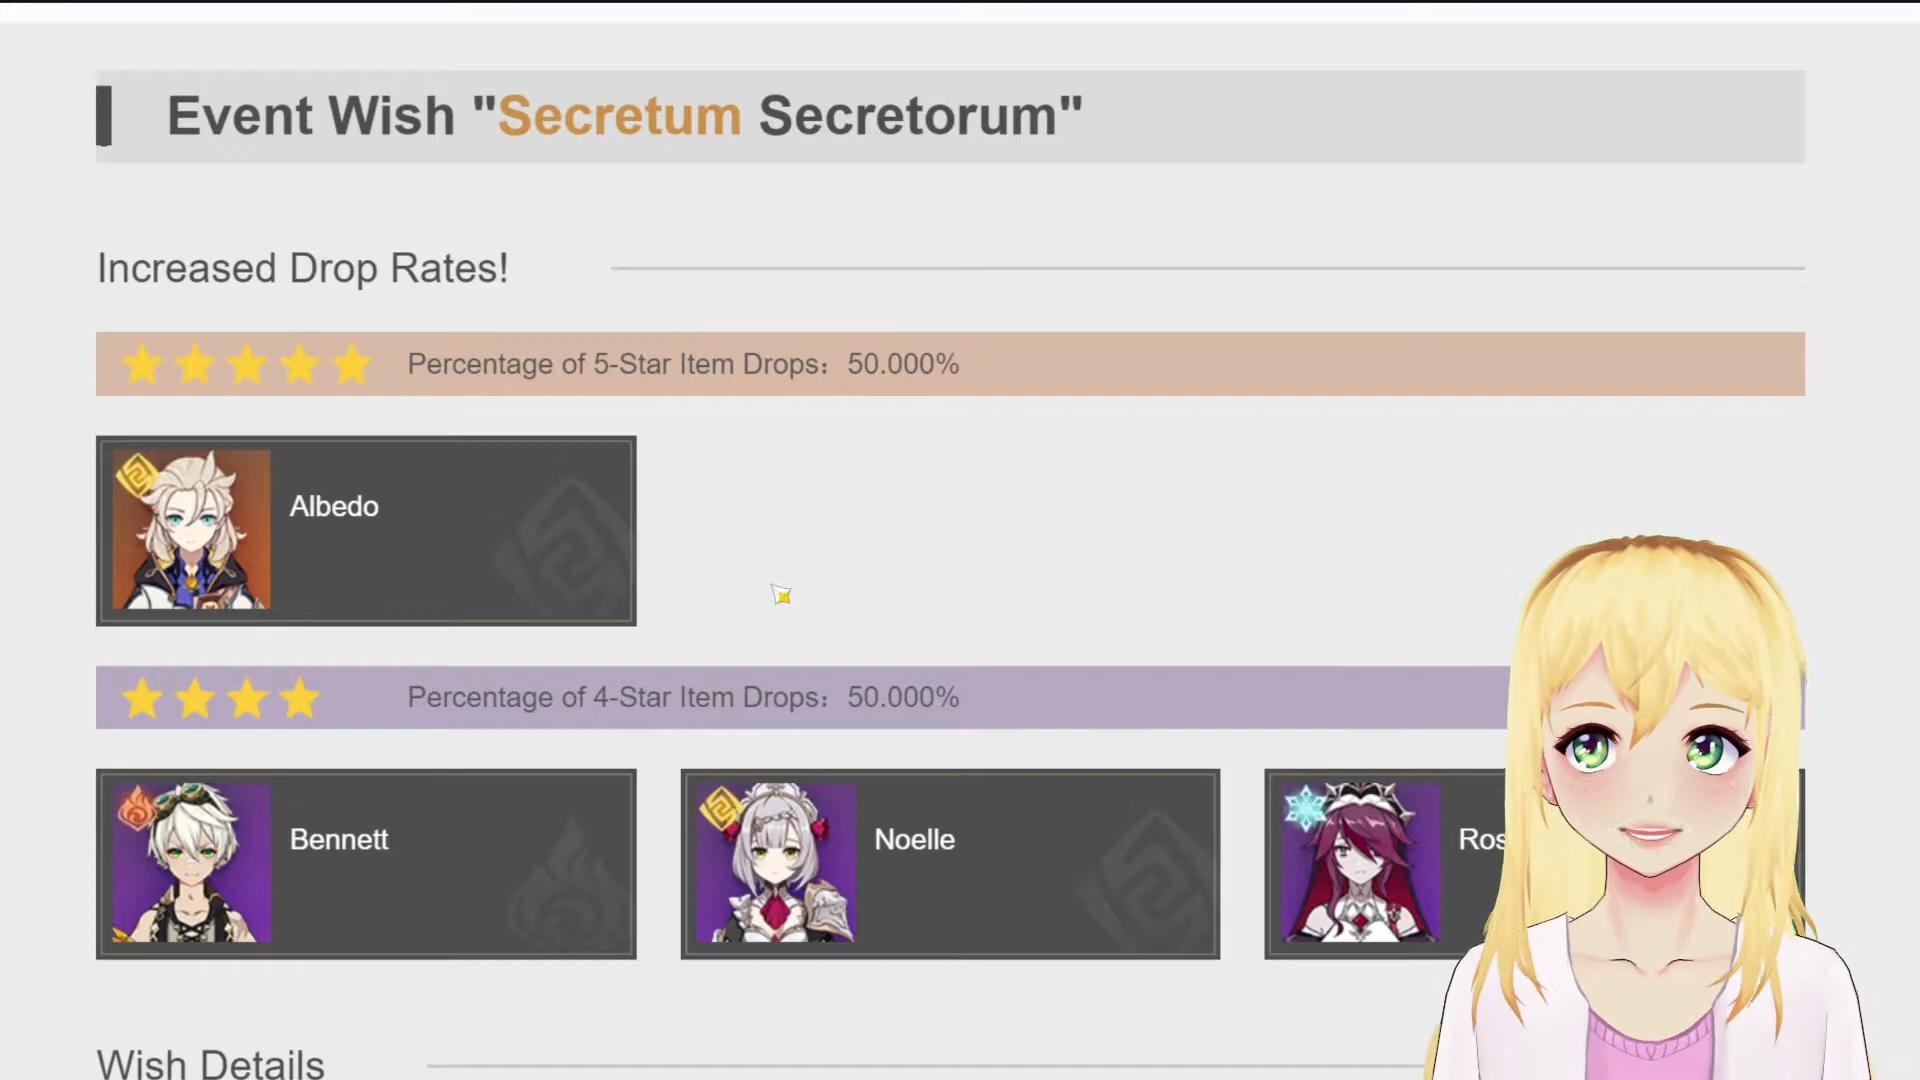 Event Wish "Secretum Secretorum"
Increased Drop Rates!
Percentage of 5-Star Item Drops： 50.000%
Albedo
Percentage of 4-Star Item Drops： 50.000%
Bennett
Noelle
Ros
Wish Details